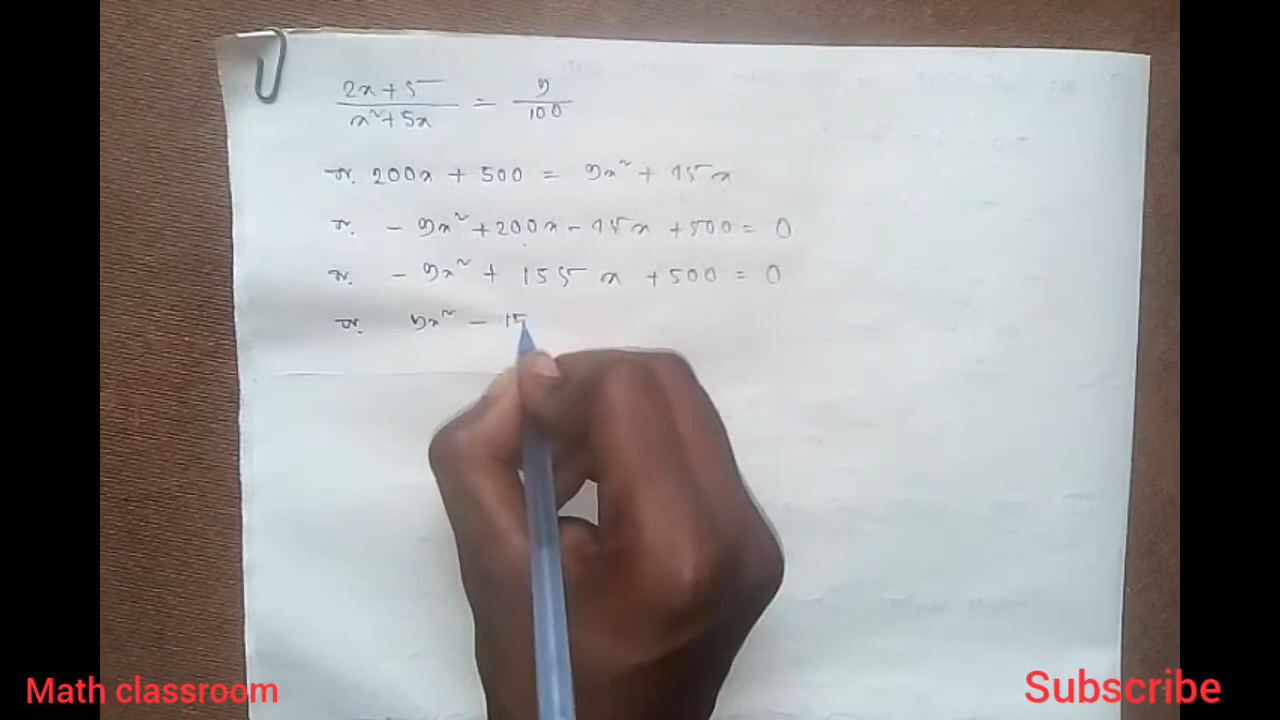 2x+5/x²+5x = 9/100
or. 200x + 500 = 9x² + 45x
or. - 9x² +200x - 45x +500 = 0
or. - 9x² + 155 x +500 = 0
or. 9x² - 15
Math classroom
Subscribe